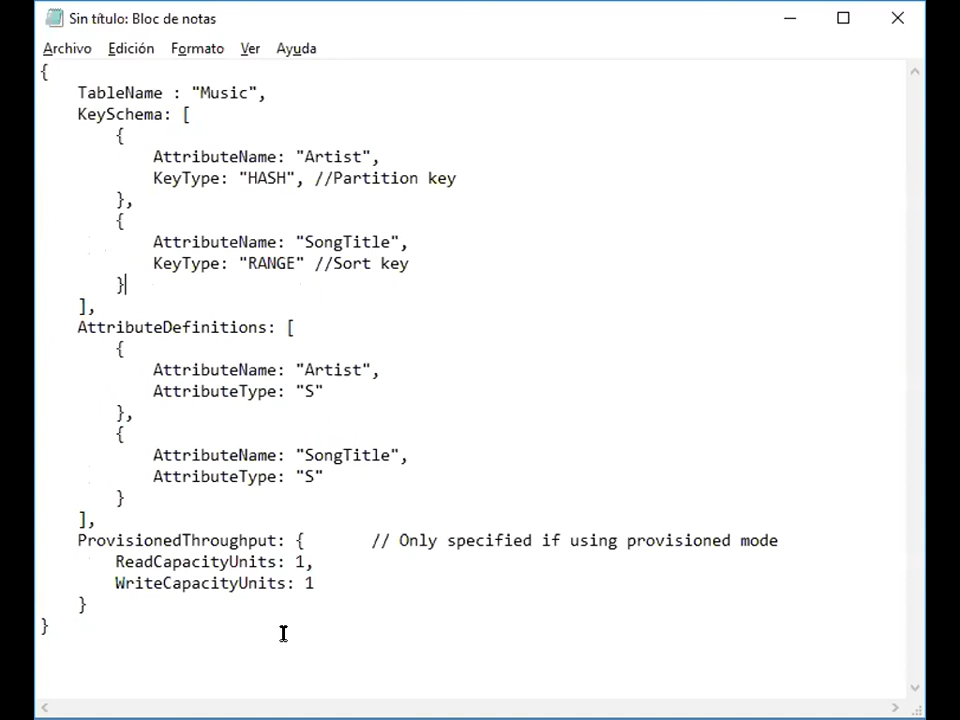 Sin título: Bloc de notas
Archivo Edición Formato Ver Ayuda
{
    TableName : "Music",
    KeySchema: [
        {
            AttributeName: "Artist",
            KeyType: "HASH", //Partition key
        },
        {
            AttributeName: "SongTitle",
            KeyType: "RANGE" //Sort key
        }
    ],
    AttributeDefinitions: [
        {
            AttributeName: "Artist",
            AttributeType: "S"
        },
        {
            AttributeName: "SongTitle",
            AttributeType: "S"
        }
    ],
    ProvisionedThroughput: {       // Only specified if using provisioned mode
        ReadCapacityUnits: 1,
        WriteCapacityUnits: 1
    }
}